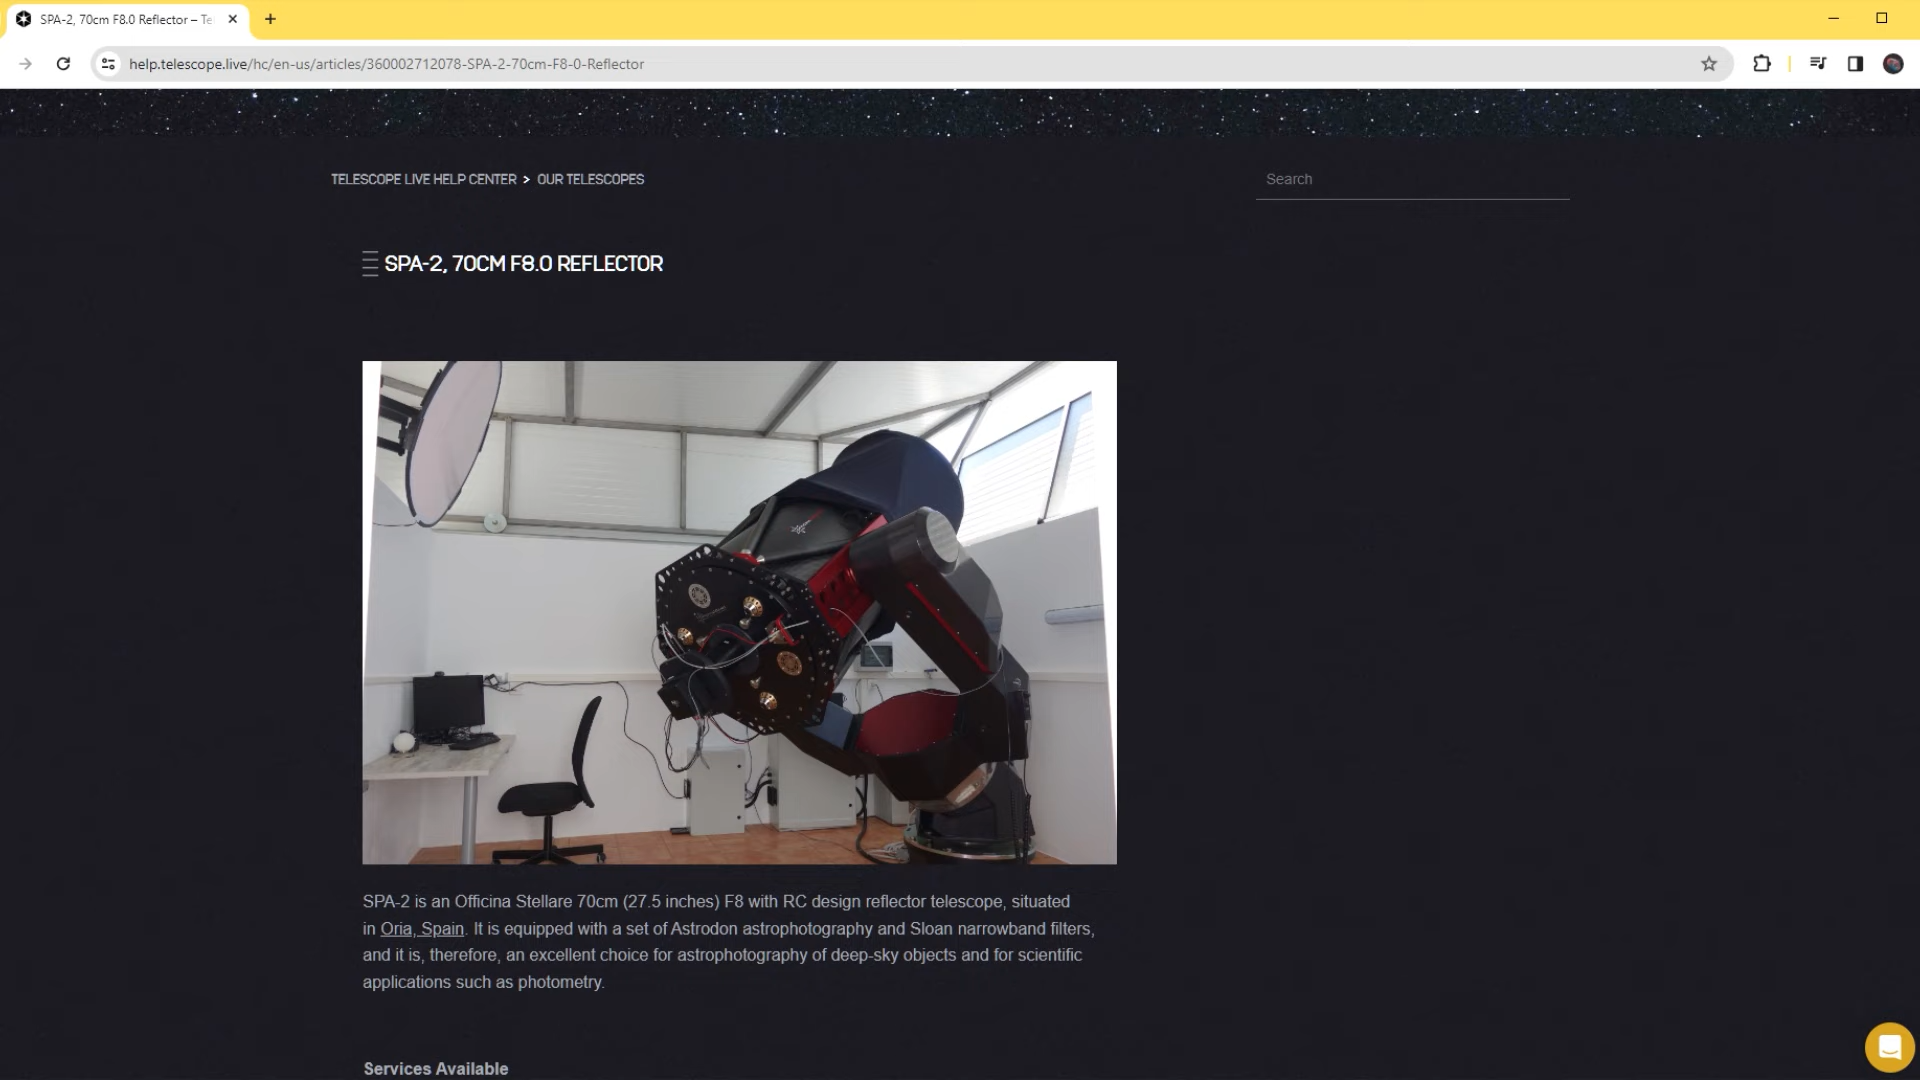 SPA-2, 70cm F8.0 Reflector – Te
help.telescope.live/hc/en-us/articles/360002712078-SPA-2-70cm-F8-0-Reflector
TELESCOPE LIVE HELP CENTER > OUR TELESCOPES
Search
SPA-2, 70CM F8.0 REFLECTOR
SPA-2 is an Officina Stellare 70cm (27.5 inches) F8 with RC design reflector telescope, situated
in Oria, Spain. It is equipped with a set of Astrodon astrophotography and Sloan narrowband filters,
and it is, therefore, an excellent choice for astrophotography of deep-sky objects and for scientific
applications such as photometry.
Services Available